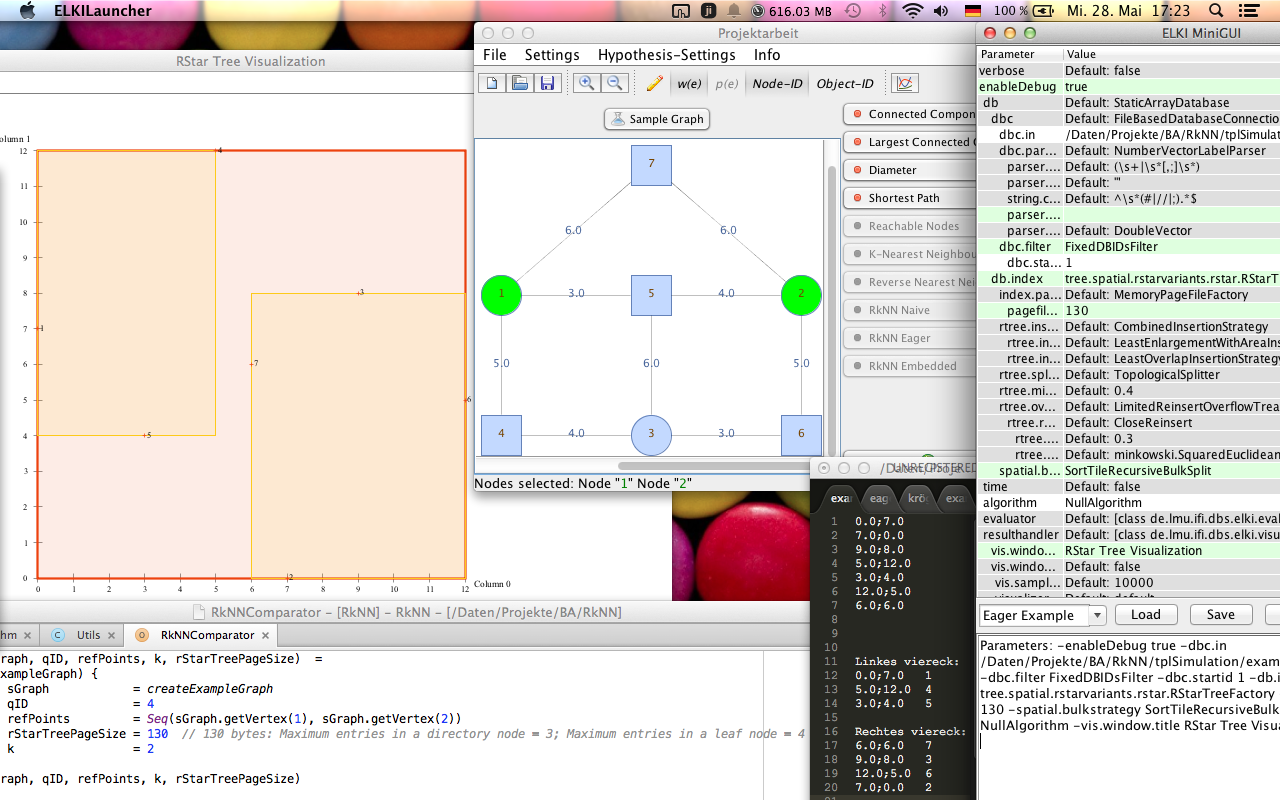 ELKILauncher
616.03 MB
100 %
Mi. 28. Mai 17:23
RStar Tree Visualization
Column 1
12
11
10
9
8
7
6
5
4
3
2
1
0
4
3
1
7
6
5
2
0 1 2 3 4 5 6 7 8 9 10 11 12
Column 0
Projektarbeit
File Settings Hypothesis-Settings Info
w(e) p(e) Node-ID Object-ID
Sample Graph
7
6.0 6.0
1 3.0 5 4.0 2
5.0 6.0 5.0
4 4.0 3 3.0 6
Connected Compon
Largest Connected C
Diameter
Shortest Path
Reachable Nodes
K-Nearest Neighbou
Reverse Nearest Nei
RkNN Naive
RkNN Eager
RkNN Embedded
Nodes selected: Node "1" Node "2"
ELKI MiniGUI
Parameter Value
verbose Default: false
enableDebug true
db Default: StaticArrayDatabase
dbc Default: FileBasedDatabaseConnectio
dbc.in /Daten/Projekte/BA/RkNN/tplSimulation/
dbc.par... Default: NumberVectorLabelParser
parser.... Default: (\s+|\s*[,;]\s*)
parser.... Default: "'
string.c... Default: ^\s*(#|//|;).*$
parser....
parser.... Default: DoubleVector
dbc.filter FixedDBIDsFilter
dbc.sta... 1
db.index tree.spatial.rstarvariants.rstar.RStarT
index.pa... Default: MemoryPageFileFactory
pagefil... 130
rtree.ins... Default: CombinedInsertionStrategy
rtree.in... Default: LeastEnlargementWithAreaIns
rtree.in... Default: LeastOverlapInsertionStrategy
rtree.spl... Default: TopologicalSplitter
rtree.mi... Default: 0.4
rtree.ov... Default: LimitedReinsertOverflowTrea
rtree.r... Default: CloseReinsert
rtree.... Default: 0.3
rtree.... Default: minkowski.SquaredEuclidean
spatial.b... SortTileRecursiveBulkSplit
time Default: false
algorithm NullAlgorithm
evaluator Default: [class de.lmu.ifi.dbs.elki.eval
resulthandler Default: [class de.lmu.ifi.dbs.elki.visu
vis.windo... RStar Tree Visualization
vis.windo... Default: false
vis.sampl... Default: 10000
Eager Example Load Save
Parameters: -enableDebug true -dbc.in
/Daten/Projekte/BA/RkNN/tplSimulation/exam
-dbc.filter FixedDBIDsFilter -dbc.startid 1 -db.i
tree.spatial.rstarvariants.rstar.RStarTreeFactory
130 -spatial.bulkstrategy SortTileRecursiveBulk
NullAlgorithm -vis.window.title RStar Tree Visua
UNREGISTERED
exa eag krö exa
1 0.0;7.0
2 7.0;0.0
3 9.0;8.0
4 5.0;12.0
5 3.0;4.0
6 12.0;5.0
7 6.0;6.0
8
9
10
11 Linkes viereck:
12 0.0;7.0 1
13 5.0;12.0 4
14 3.0;4.0 5
15
16 Rechtes viereck:
17 6.0;6.0 7
18 9.0;8.0 3
19 12.0;5.0 6
20 7.0;0.0 2
RkNNComparator – [RkNN] – RkNN – [/Daten/Projekte/BA/RkNN]
hm × Utils × RkNNComparator ×
raph, qID, refPoints, k, rStarTreePageSize) =
xampleGraph) {
sGraph = createExampleGraph
qID = 4
refPoints = Seq(sGraph.getVertex(1), sGraph.getVertex(2))
rStarTreePageSize = 130 // 130 bytes: Maximum entries in a directory node = 3; Maximum entries in a leaf node = 4
k = 2
raph, qID, refPoints, k, rStarTreePageSize)